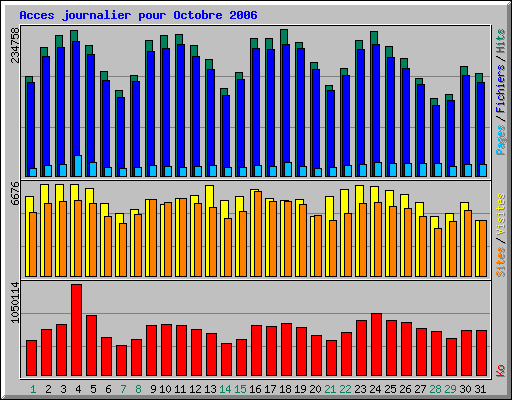 Acces journalier pour Octobre 2006
234758
Pages / Fichiers / Hits
6676
Sites / Visites
1050114
Ko
1 2 3 4 5 6 7 8 9 10 11 12 13 14 15 16 17 18 19 20 21 22 23 24 25 26 27 28 29 30 31